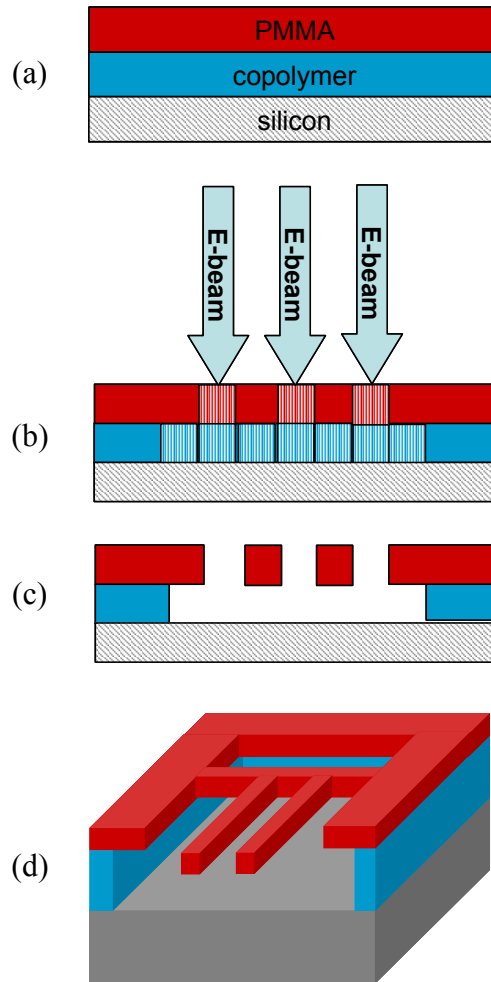 (a)
PMMA
copolymer
silicon
E-beam
E-beam
E-beam
(b)
(c)
(d)